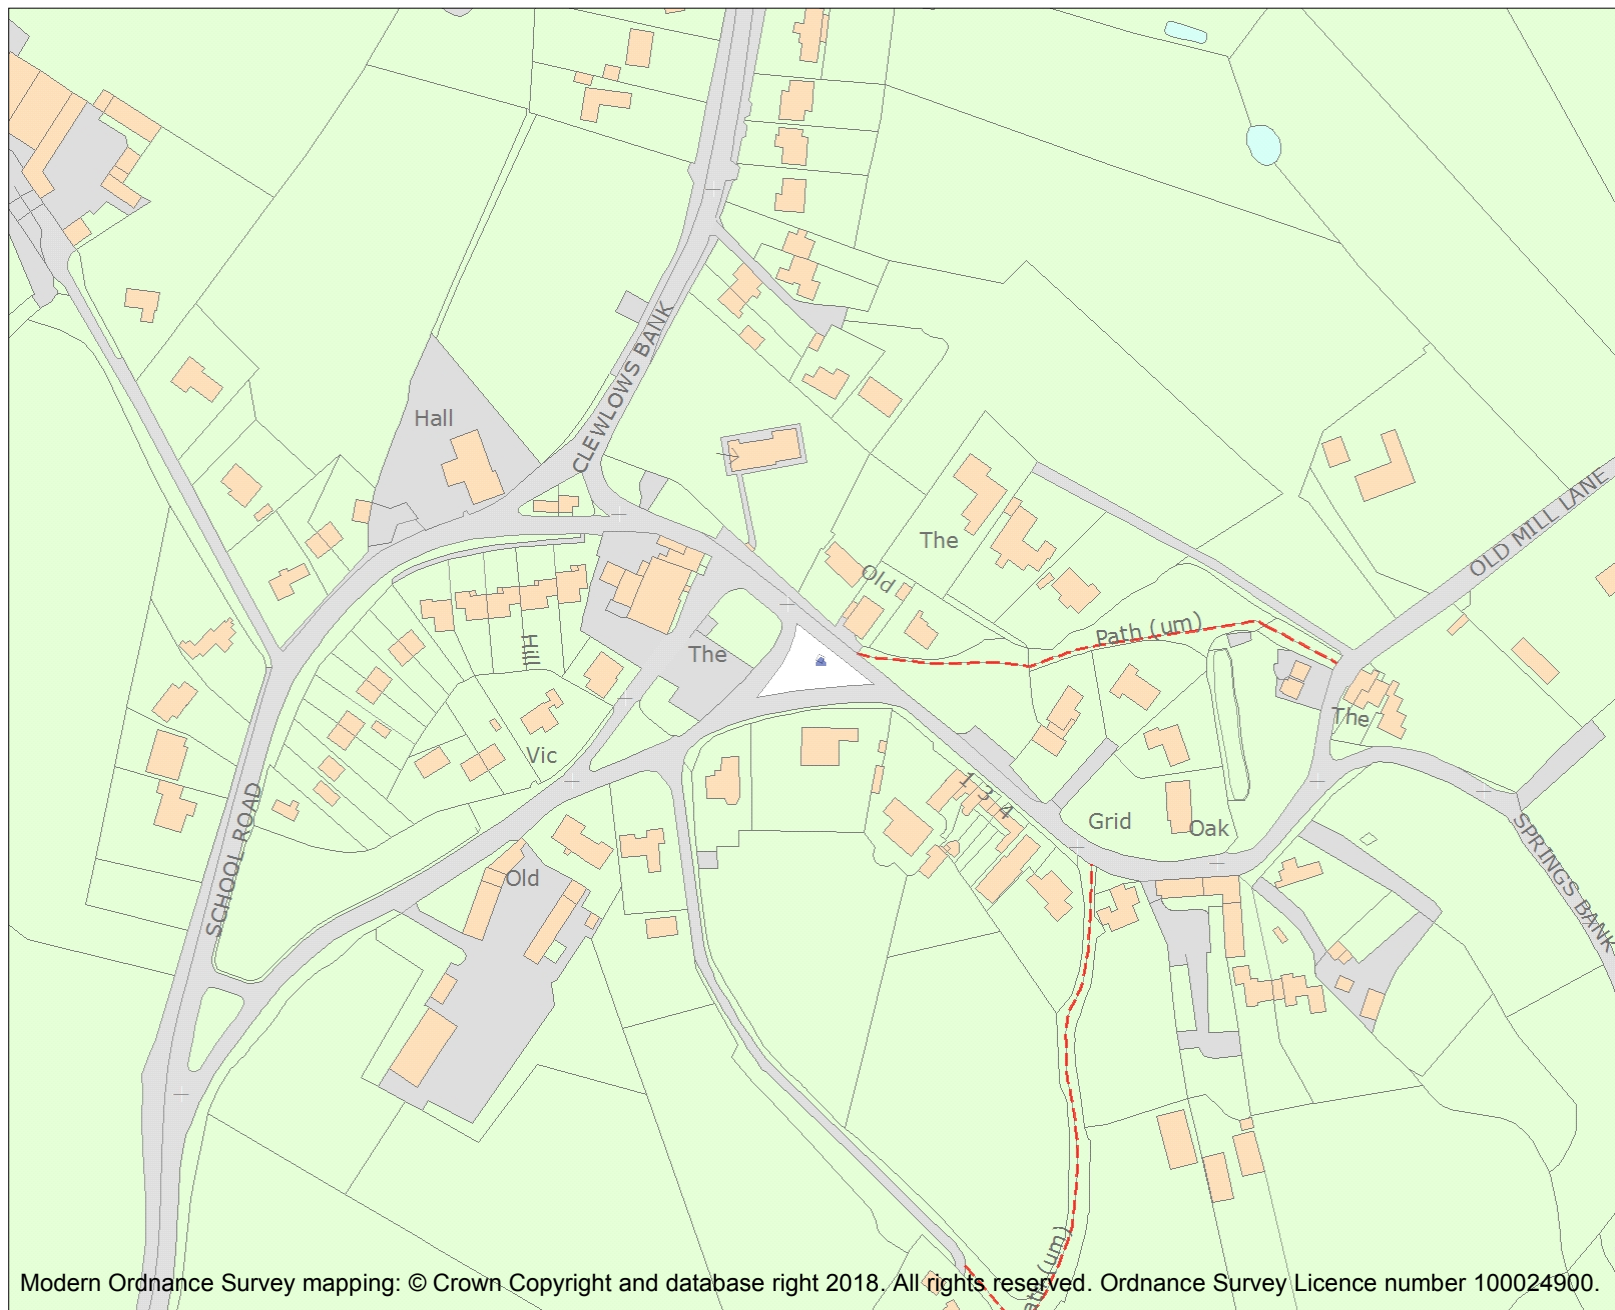 CLEWLOWS BANK
Hall
OLD MILL LANE
The
Old
Path (um)
Hill
The
The
Vic
1 3 4
Grid
Oak
SCHOOL ROAD
Old
SPRINGS BANK
Path (um)
Modern Ordnance Survey mapping: © Crown Copyright and database right 2018. All rights reserved. Ordnance Survey Licence number 100024900.